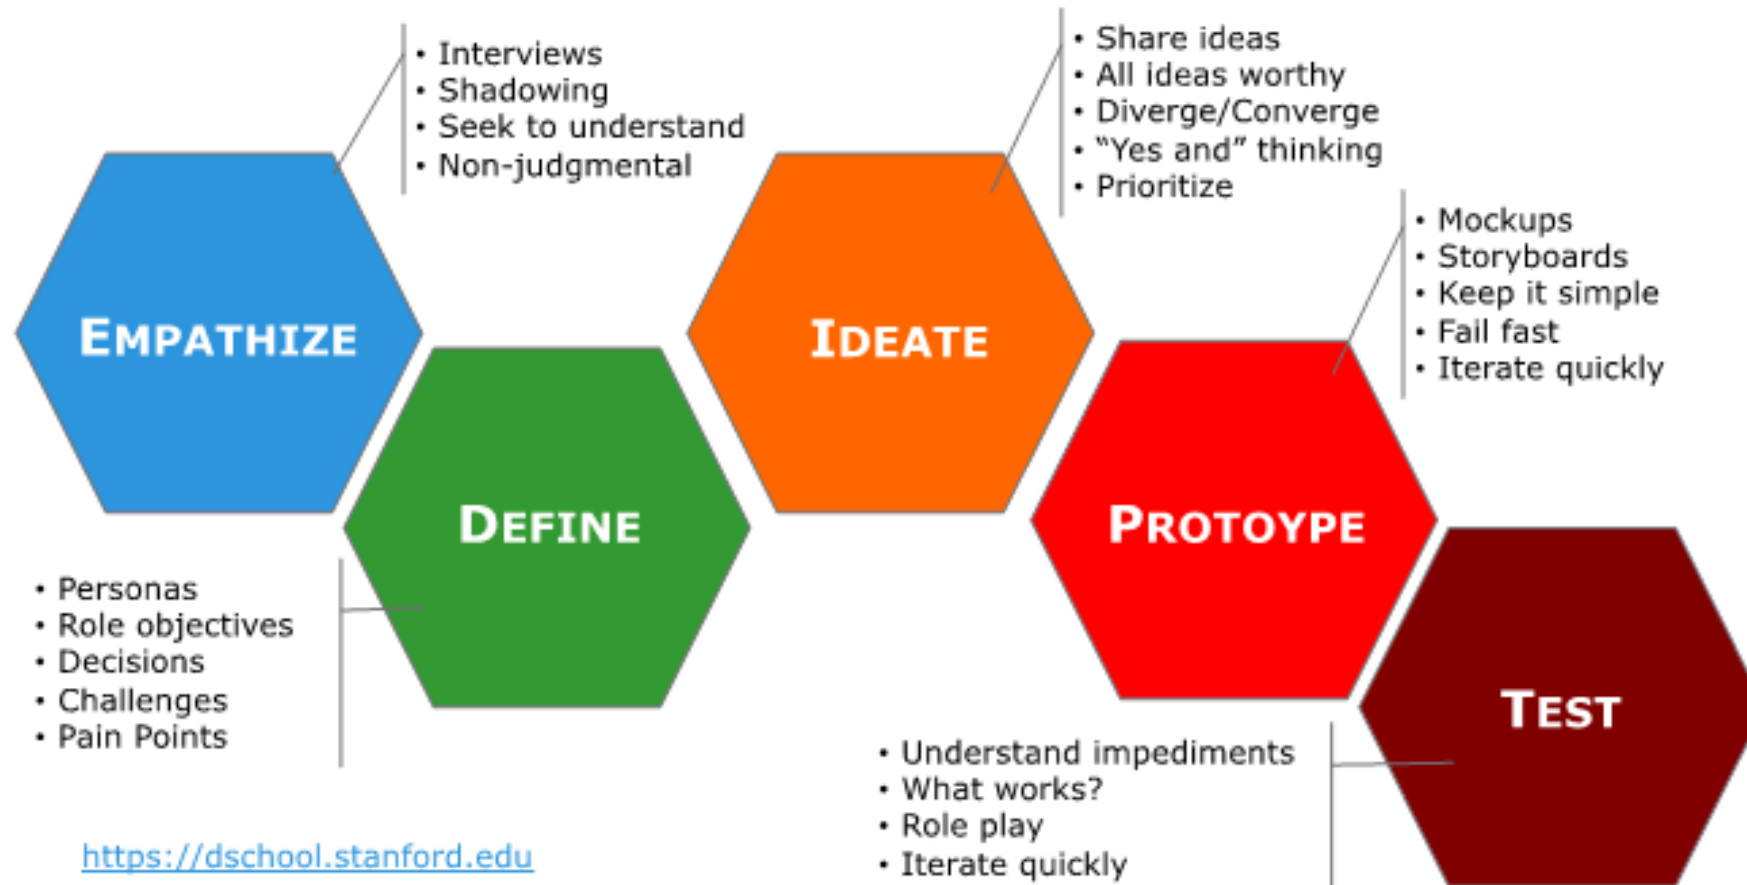 EMPATHIZE
• Interviews
• Shadowing
• Seek to understand
• Non-judgmental
DEFINE
• Personas
• Role objectives
• Decisions
• Challenges
• Pain Points
IDEATE
• Share ideas
• All ideas worthy
• Diverge/Converge
• “Yes and” thinking
• Prioritize
PROTOYPE
• Mockups
• Storyboards
• Keep it simple
• Fail fast
• Iterate quickly
TEST
• Understand impediments
• What works?
• Role play
• Iterate quickly
https://dschool.stanford.edu